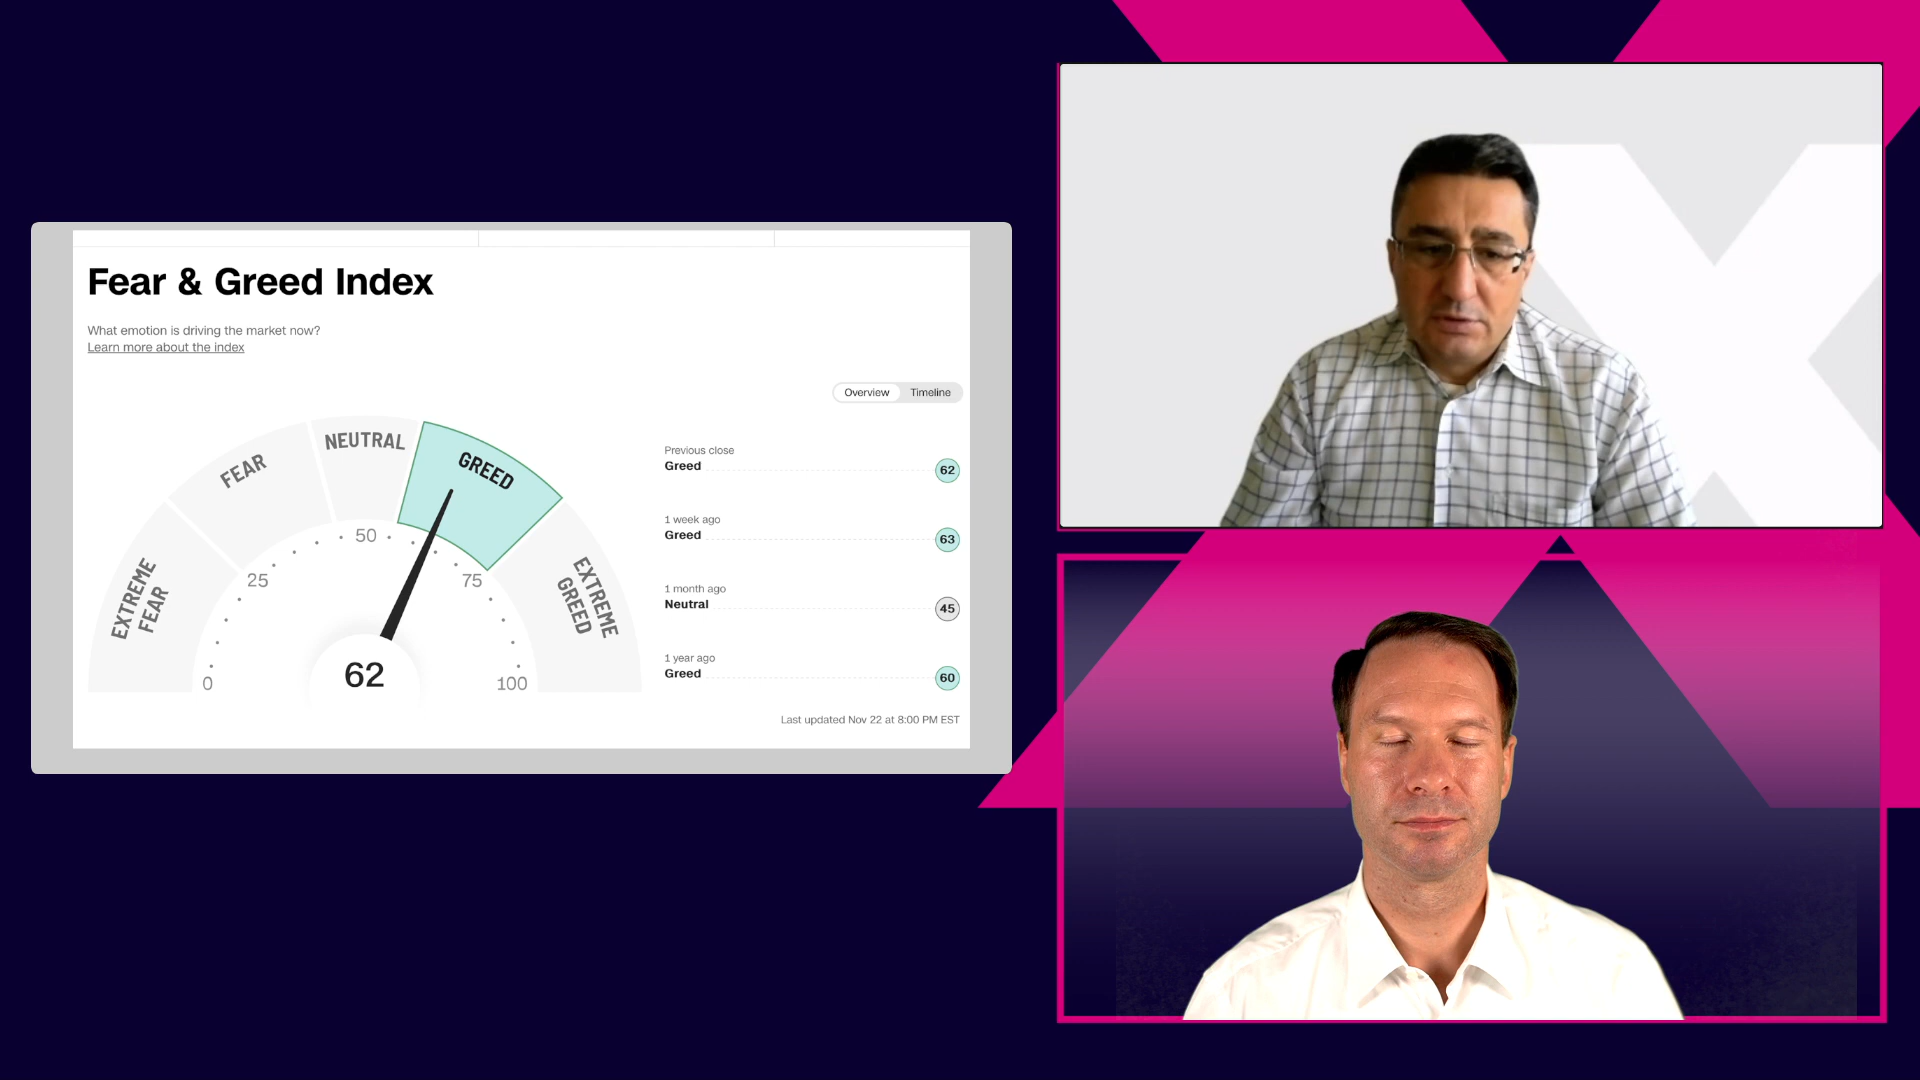 Fear & Greed Index
What emotion is driving the market now?
Learn more about the index
Overview Timeline
EXTREME
FEAR
FEAR
NEUTRAL
GREED
EXTREME
GREED
0
25
50
75
100
62
Previous close
Greed 62
1 week ago
Greed 63
1 month ago
Neutral 45
1 year ago
Greed 60
Last updated Nov 22 at 8:00 PM EST